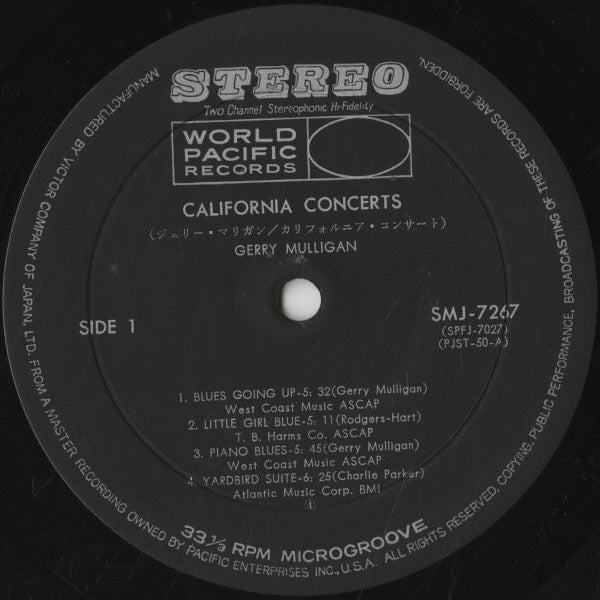 STEREO
Two Channel Stereophonic Hi-Fidelity
WORLD
PACIFIC
RECORDS
CALIFORNIA CONCERTS
(ジェリー・マリガン/カリフォルニア・コンサート)
GERRY MULLIGAN
SIDE 1
SMJ-7267
(SPFJ-7027)
(PJST-50-A)
1. BLUES GOING UP-5: 32(Gerry Mulligan)
West Coast Music ASCAP
2. LITTLE GIRL BLUE-5: 11(Rodgers-Hart)
T. B. Harms Co. ASCAP
3. PIANO BLUES-5: 45(Gerry Mulligan)
West Coast Music ASCAP
4. YARDBIRD SUITE-6: 25(Charlie Parker)
Atlantic Music Corp. BMI
33⅓ RPM MICROGROOVE
MANUFACTURED BY VICTOR COMPANY OF JAPAN, LTD. FROM A MASTER RECORDING OWNED BY PACIFIC ENTERPRISES INC., U.S.A. ALL RIGHTS RESERVED. COPYING, PUBLIC PERFORMANCE, BROADCASTING OF THESE RECORDS ARE FORBIDDEN.